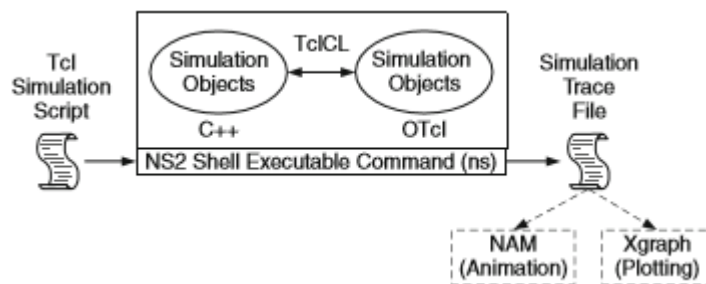 Tcl
Simulation
Script
TclCL
Simulation
Objects
C++
Simulation
Objects
OTcl
NS2 Shell Executable Command (ns)
Simulation
Trace
File
NAM
(Animation)
Xgraph
(Plotting)